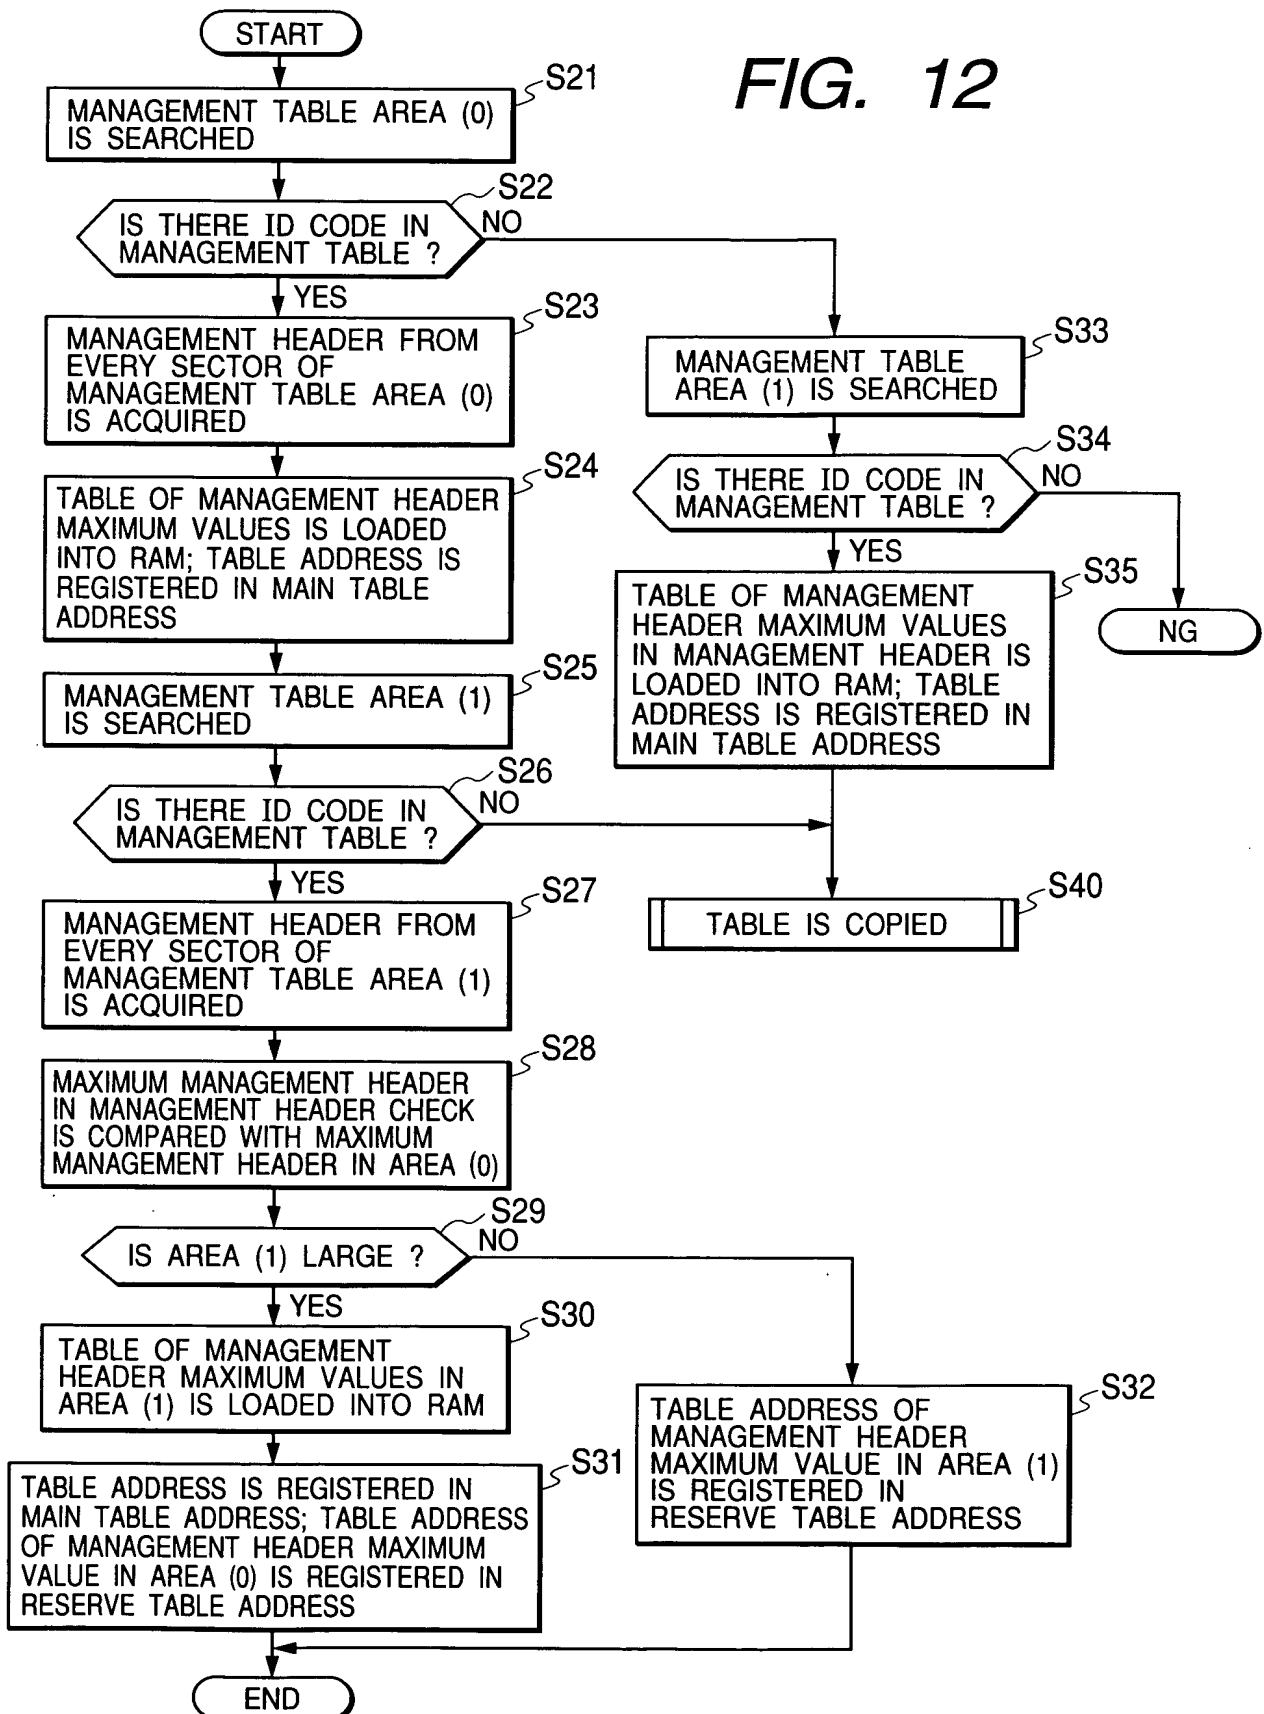 FIG. 12
START
S21
MANAGEMENT TABLE AREA (0)
IS SEARCHED
S22
IS THERE ID CODE IN
MANAGEMENT TABLE ?
NO
YES
S23
MANAGEMENT HEADER FROM
EVERY SECTOR OF
MANAGEMENT TABLE AREA (0)
IS ACQUIRED
S24
TABLE OF MANAGEMENT HEADER
MAXIMUM VALUES IS LOADED
INTO RAM; TABLE ADDRESS IS
REGISTERED IN MAIN TABLE
ADDRESS
S25
MANAGEMENT TABLE AREA (1)
IS SEARCHED
S26
IS THERE ID CODE IN
MANAGEMENT TABLE ?
NO
YES
S27
MANAGEMENT HEADER FROM
EVERY SECTOR OF
MANAGEMENT TABLE AREA (1)
IS ACQUIRED
S28
MAXIMUM MANAGEMENT HEADER
IN MANAGEMENT HEADER CHECK
IS COMPARED WITH MAXIMUM
MANAGEMENT HEADER IN AREA (0)
S29
IS AREA (1) LARGE ?
NO
YES
S30
TABLE OF MANAGEMENT
HEADER MAXIMUM VALUES IN
AREA (1) IS LOADED INTO RAM
S31
TABLE ADDRESS IS REGISTERED IN
MAIN TABLE ADDRESS; TABLE ADDRESS
OF MANAGEMENT HEADER MAXIMUM
VALUE IN AREA (0) IS REGISTERED IN
RESERVE TABLE ADDRESS
END
S33
MANAGEMENT TABLE
AREA (1) IS SEARCHED
S34
IS THERE ID CODE IN
MANAGEMENT TABLE ?
NO
YES
NG
S35
TABLE OF MANAGEMENT
HEADER MAXIMUM VALUES
IN MANAGEMENT HEADER IS
LOADED INTO RAM; TABLE
ADDRESS IS REGISTERED IN
MAIN TABLE ADDRESS
S40
TABLE IS COPIED
S32
TABLE ADDRESS OF
MANAGEMENT HEADER
MAXIMUM VALUE IN AREA (1)
IS REGISTERED IN
RESERVE TABLE ADDRESS